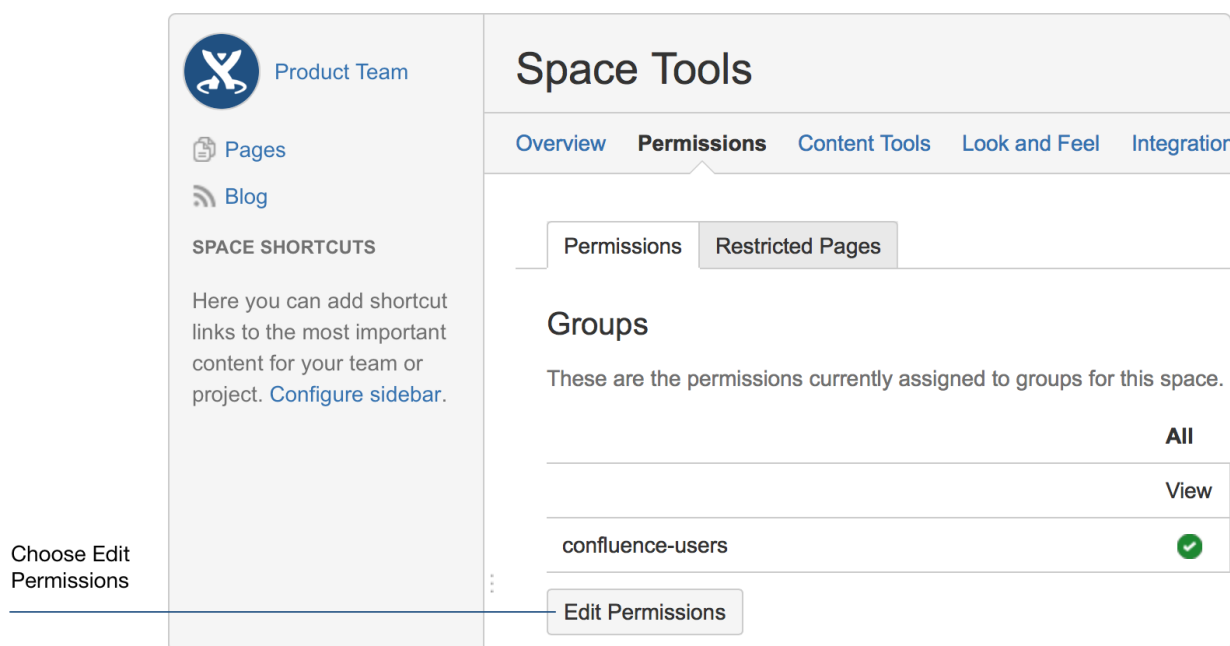 Product Team
Pages
Blog
SPACE SHORTCUTS
Here you can add shortcut
links to the most important
content for your team or
project. Configure sidebar.
Space Tools
Overview Permissions Content Tools Look and Feel Integration
Permissions Restricted Pages
Groups
These are the permissions currently assigned to groups for this space.
All
View
confluence-users
Edit Permissions
Choose Edit
Permissions